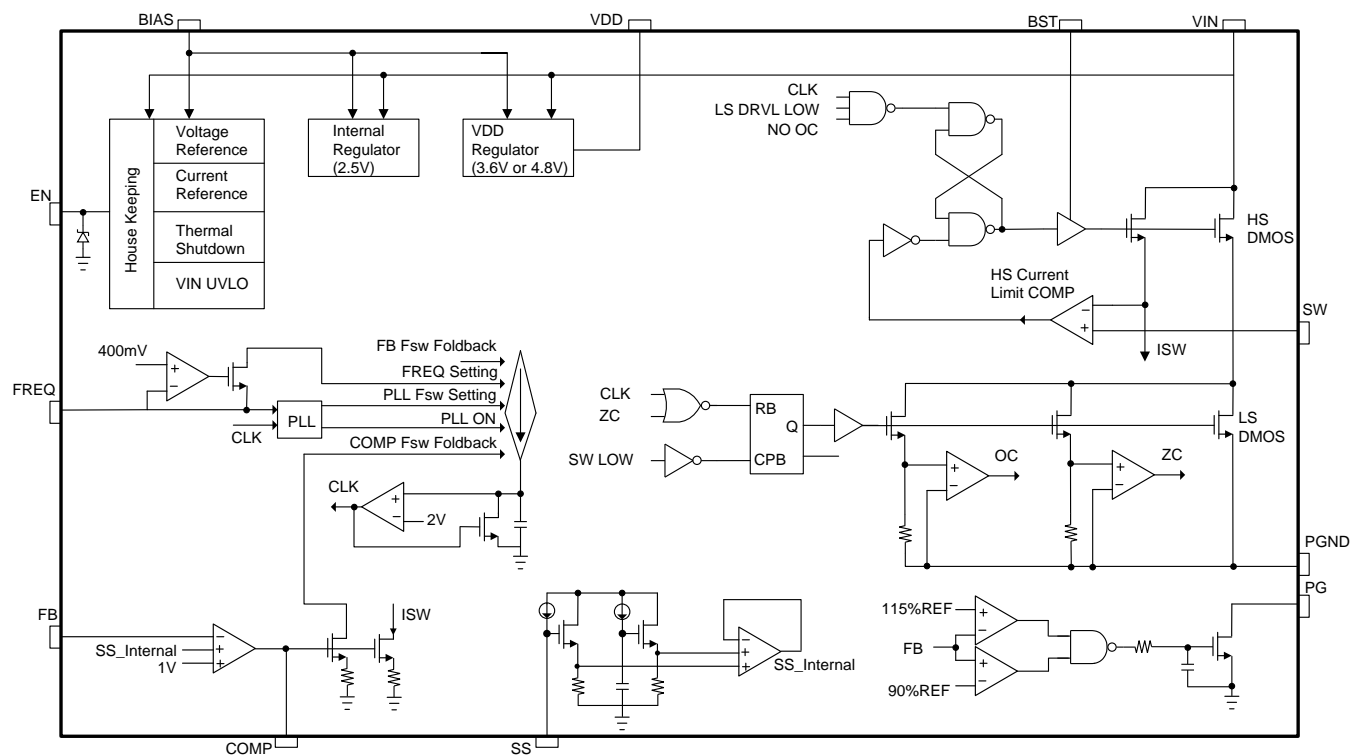 BIAS
VDD
BST
VIN
CLK
LS DRVL LOW
NO OC
Voltage
Reference
Current
Reference
Thermal
Shutdown
VIN UVLO
House Keeping
Internal
Regulator
(2.5V)
VDD
Regulator
(3.6V or 4.8V)
EN
HS
DMOS
HS Current
Limit COMP
-
+
ISW
SW
400mV
+
-
FREQ
PLL
CLK
FB Fsw Foldback
FREQ Setting
PLL Fsw Setting
PLL ON
COMP Fsw Foldback
CLK
+
-
2V
CLK
ZC
SW LOW
RB
Q
CPB
LS
DMOS
+
-
OC
+
-
ZC
PGND
PG
FB
SS_Internal
1V
-
+
+
ISW
-
+
+
SS_Internal
115%REF
FB
90%REF
+
-
+
-
COMP
SS